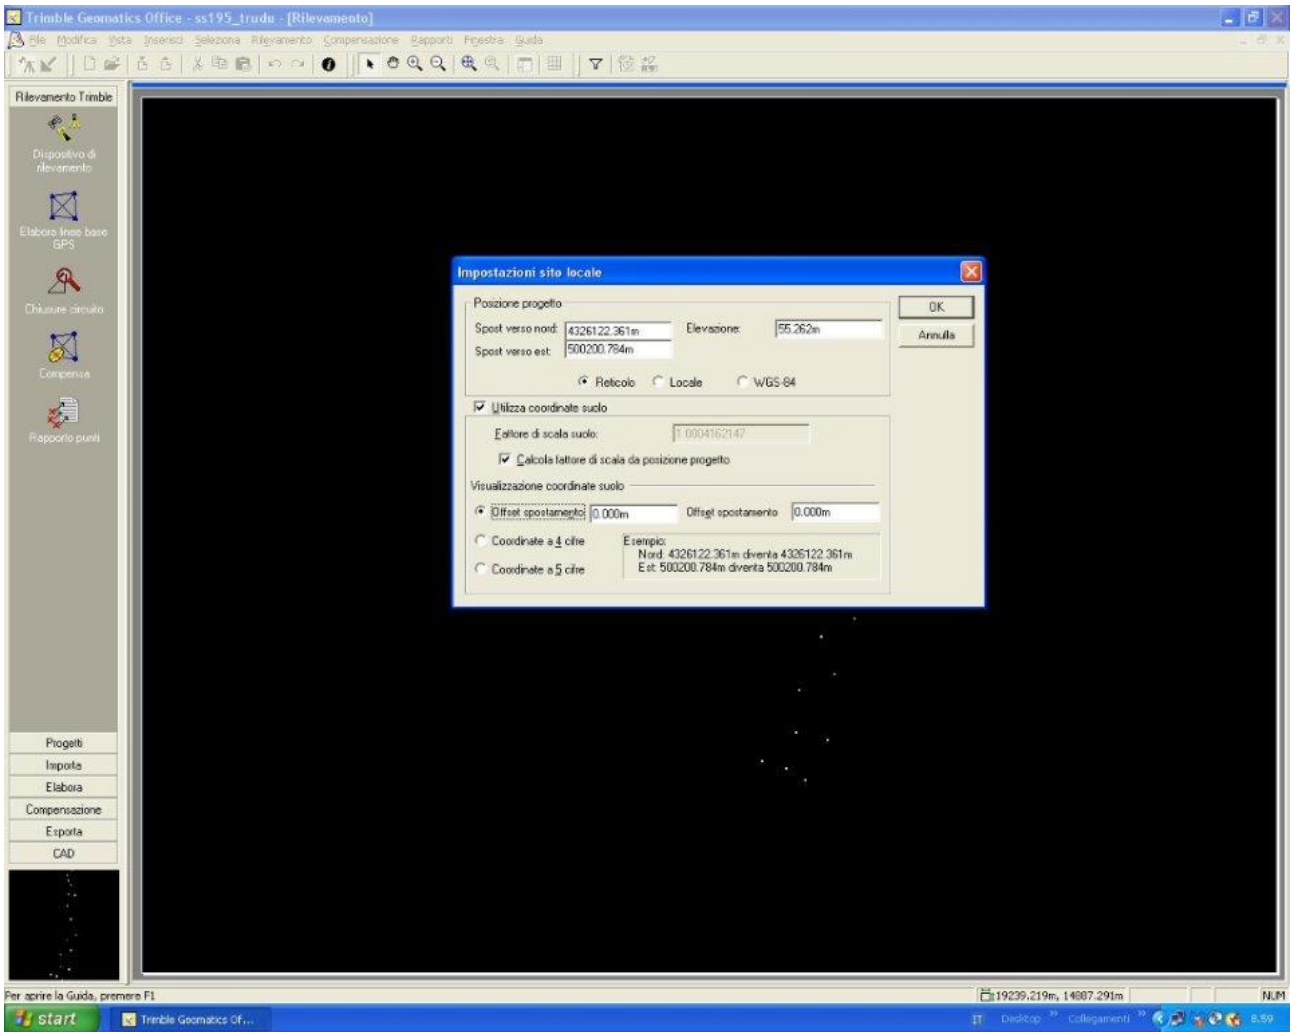 Trimble Geomatics Office - ss195_trudu - [Rilevamento]
File Modifica Vista Inserisci Seleziona Rilevamento Compensazione Rapporti Finestra Guida
Rilevamento Trimble
Dispositivo di
rilevamento
Elabora linee base
GPS
Chiusure circuito
Compensa
Rapporto punti
Impostazioni sito locale
Posizione progetto
Spost verso nord: 4326122.361m Elevazione: 55.262m
Spost verso est: 500200.784m
Reticolo Locale WGS-84
OK
Annulla
Utilizza coordinate suolo
Fattore di scala suolo: 1.0004162147
Calcola fattore di scala da posizione progetto
Visualizzazione coordinate suolo
Offset spostamento 0.000m Offset spostamento 0.000m
Coordinate a 4 cifre
Coordinate a 5 cifre
Esempio:
Nord: 4326122.361m diventa 4326122.361m
Est: 500200.784m diventa 500200.784m
Progetti
Importa
Elabora
Compensazione
Esporta
CAD
Per aprire la Guida, premere F1
19239.219m, 14887.291m
NUM
start
Trimble Geomatics Of...
IT Desktop » Collegamenti » 8.59